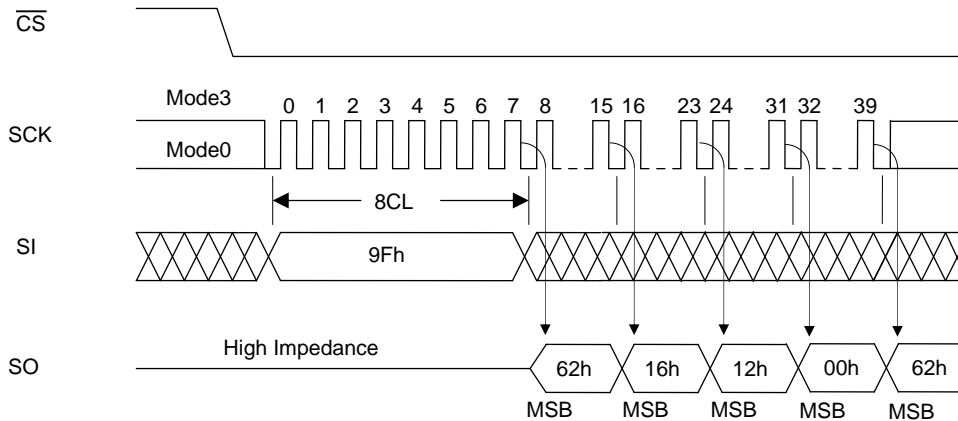 CS
Mode3
0 1 2 3 4 5 6 7 8 15 16 23 24 31 32 39
SCK
Mode0
8CL
SI
9Fh
High Impedance
SO
62h 16h 12h 00h 62h
MSB MSB MSB MSB MSB